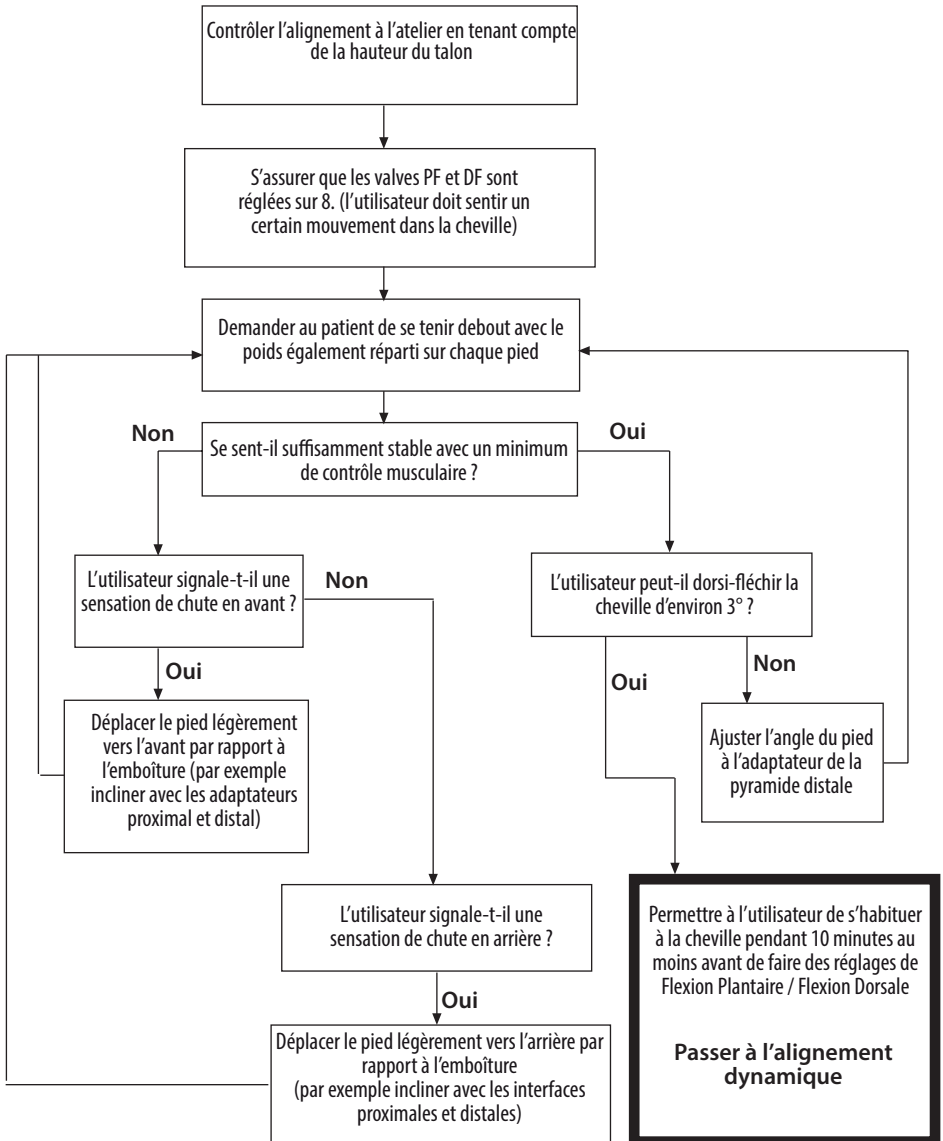 Contrôler l'alignement à l'atelier en tenant compte
de la hauteur du talon
S'assurer que les valves PF et DF sont
réglées sur 8. (l'utilisateur doit sentir un
certain mouvement dans la cheville)
Demander au patient de se tenir debout avec le
poids également réparti sur chaque pied
Non
Oui
Se sent-il suffisamment stable avec un minimum
de contrôle musculaire ?
L'utilisateur signale-t-il une
sensation de chute en avant ?
Non
L'utilisateur peut-il dorsi-fléchir la
cheville d'environ 3° ?
Oui
Oui
Non
Déplacer le pied légèrement
vers l'avant par rapport à
l'emboîture (par exemple
incliner avec les adaptateurs
proximal et distal)
Ajuster l'angle du pied
à l'adaptateur de la
pyramide distale
L'utilisateur signale-t-il une
sensation de chute en arrière ?
Oui
Déplacer le pied légèrement vers l'arrière par
rapport à l'emboîture
(par exemple incliner avec les interfaces
proximales et distales)
Permettre à l'utilisateur de s'habituer
à la cheville pendant 10 minutes au
moins avant de faire des réglages de
Flexion Plantaire / Flexion Dorsale
Passer à l'alignement
dynamique